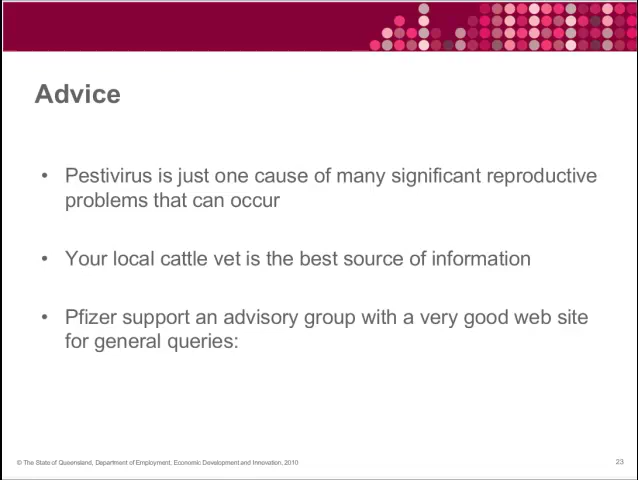 Advice
• Pestivirus is just one cause of many significant reproductive
problems that can occur
• Your local cattle vet is the best source of information
• Pfizer support an advisory group with a very good web site
for general queries:
© The State of Queensland, Department of Employment, Economic Development and Innovation, 2010
23